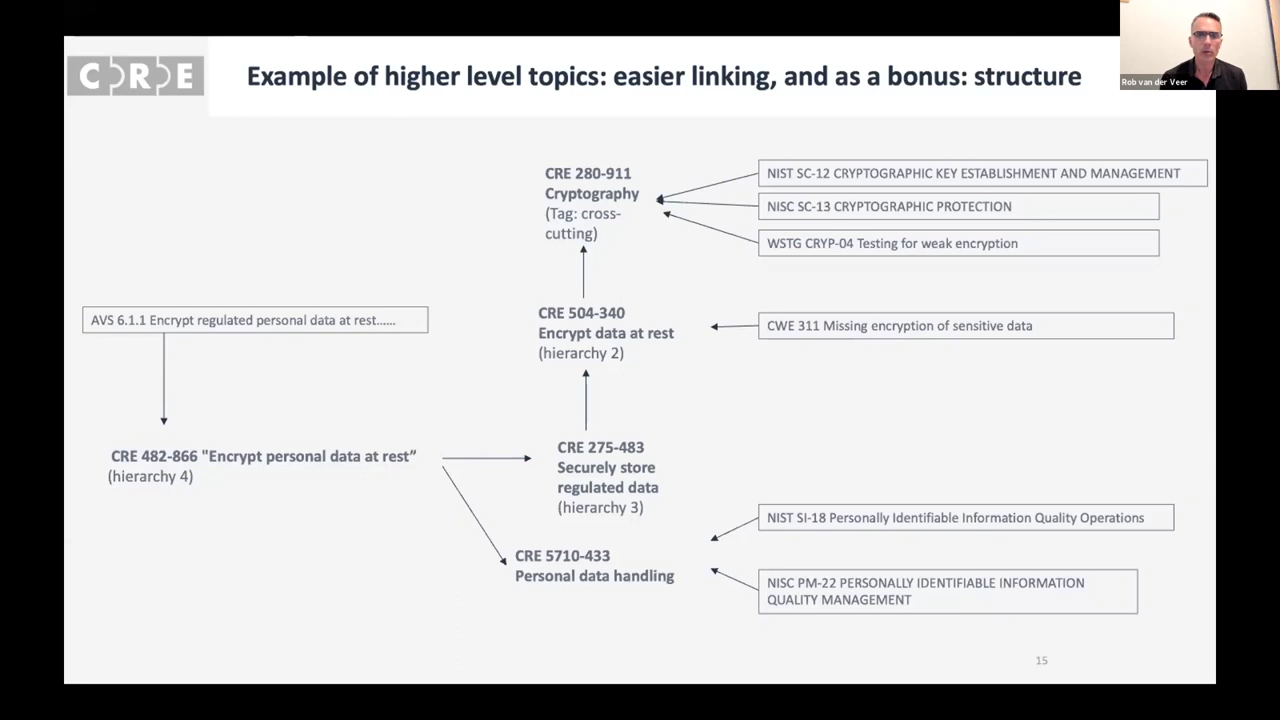 CRE
Example of higher level topics: easier linking, and as a bonus: structure
Rob van der Veer
CRE 280-911
Cryptography
(Tag: cross-
cutting)
NIST SC-12 CRYPTOGRAPHIC KEY ESTABLISHMENT AND MANAGEMENT
NISC SC-13 CRYPTOGRAPHIC PROTECTION
WSTG CRYP-04 Testing for weak encryption
AVS 6.1.1 Encrypt regulated personal data at rest......
CRE 504-340
Encrypt data at rest
(hierarchy 2)
CWE 311 Missing encryption of sensitive data
CRE 482-866 "Encrypt personal data at rest”
(hierarchy 4)
CRE 275-483
Securely store
regulated data
(hierarchy 3)
CRE 5710-433
Personal data handling
NIST SI-18 Personally Identifiable Information Quality Operations
NISC PM-22 PERSONALLY IDENTIFIABLE INFORMATION
QUALITY MANAGEMENT
15